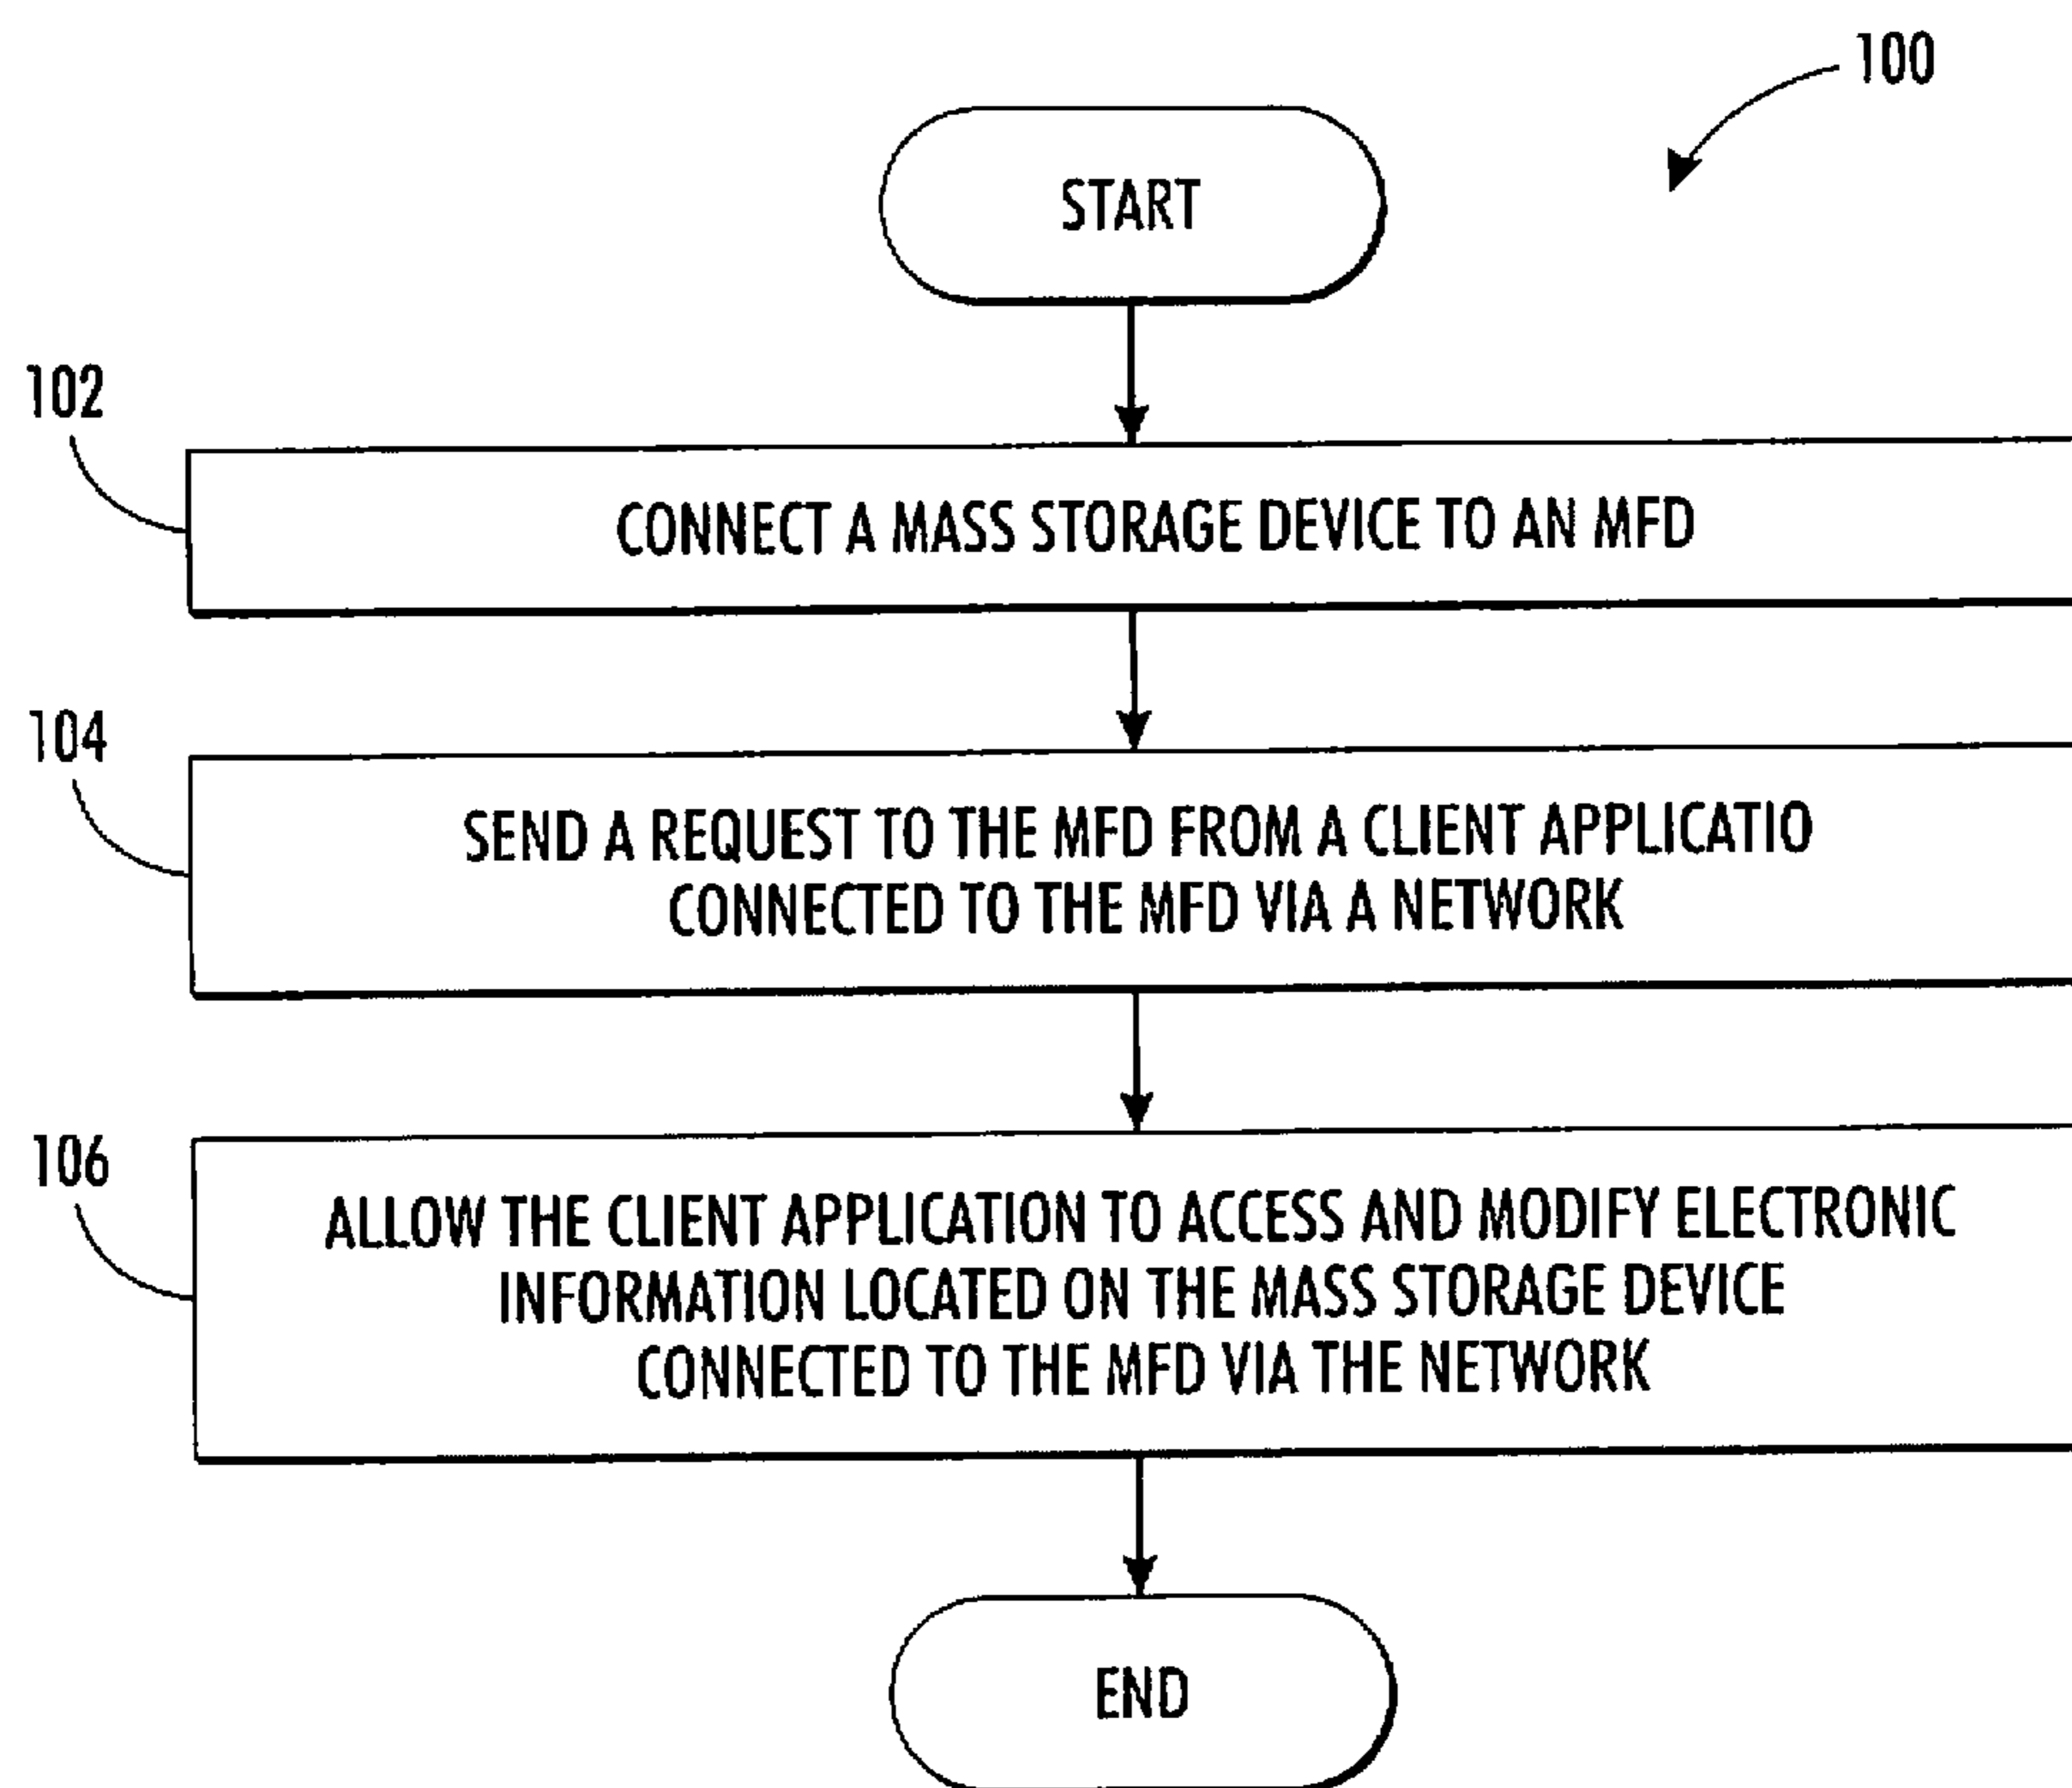 100
START
102
CONNECT A MASS STORAGE DEVICE TO AN MFD
104
SEND A REQUEST TO THE MFD FROM A CLIENT APPLICATIO
CONNECTED TO THE MFD VIA A NETWORK
106
ALLOW THE CLIENT APPLICATION TO ACCESS AND MODIFY ELECTRONIC
INFORMATION LOCATED ON THE MASS STORAGE DEVICE
CONNECTED TO THE MFD VIA THE NETWORK
END